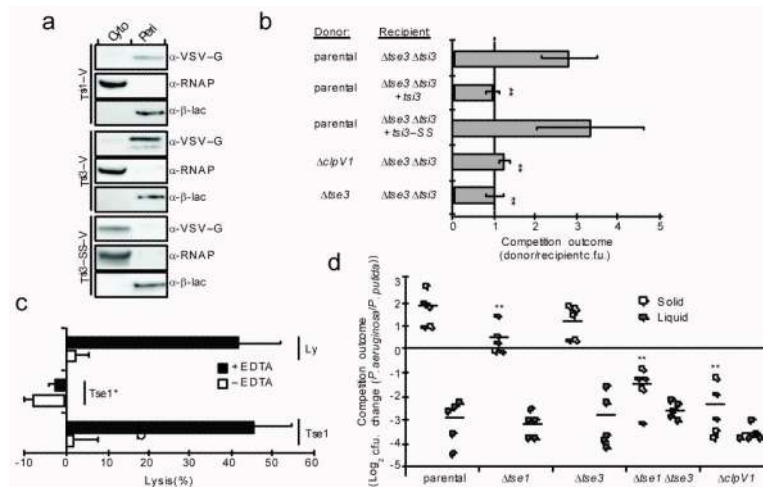 a
Cyto Peri
Tsi1–V
α-VSV–G
α-RNAP
α-β-lac
Tsi3–V
α-VSV–G
α-RNAP
α-β-lac
Tsi3–SS–V
α-VSV–G
α-RNAP
α-β-lac
b
Donor: Recipient:
parental Δtse3 Δtsi3
parental Δtse3 Δtsi3
+ tsi3
**
parental Δtse3 Δtsi3
+ tsi3–SS
ΔclpV1 Δtse3 Δtsi3
**
Δtse3 Δtse3 Δtsi3
**
0 1 2 3 4 5
Competition outcome
(donor/recipientc.f.u.)
c
Ly
+EDTA
−EDTA
Tse1*
Tse1
-10 0 10 20 30 40 50 60
Lysis(%)
d
Competition outcome
(Log2 cfu. change (P. aeruginosa/P. putida))
3
2
1
0
-1
-2
-3
-4
-5
Solid
Liquid
**
** **
parental Δtse1 Δtse3 Δtse1 Δtse3 ΔclpV1